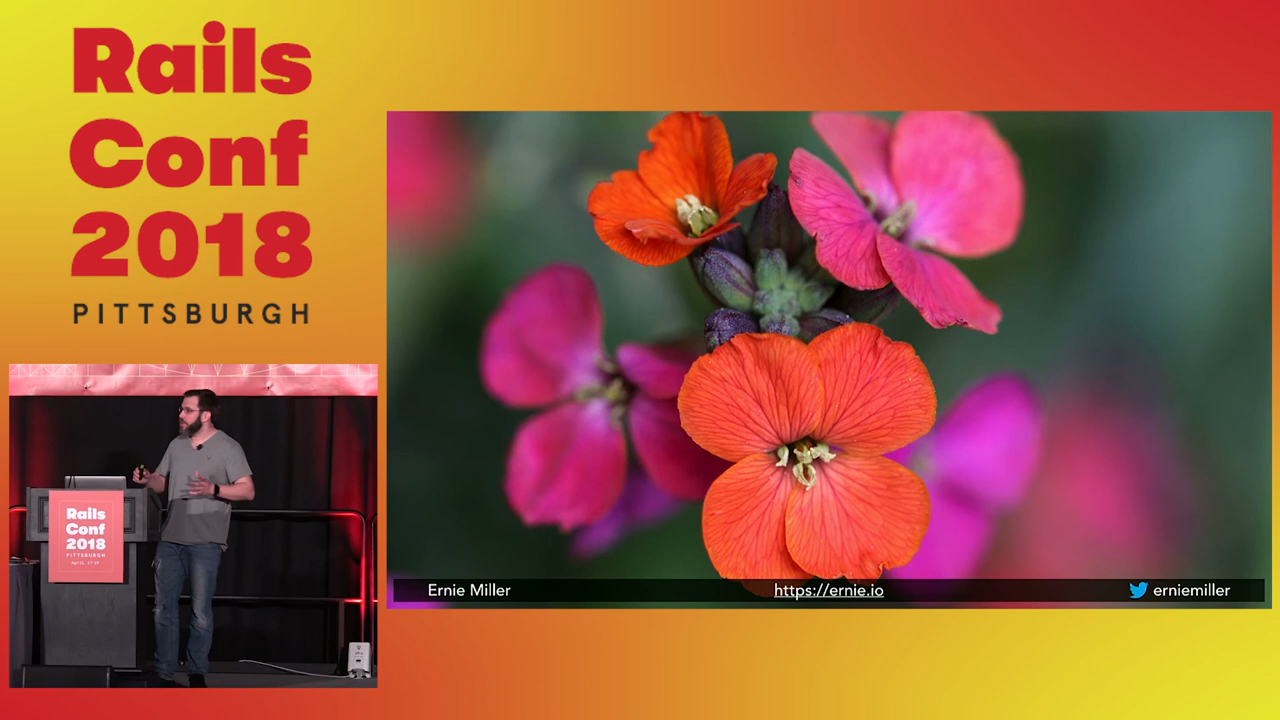 Rails
Conf
2018
PITTSBURGH
Rails
Conf
2018
PITTSBURGH
Ernie Miller
https://ernie.io
erniemiller